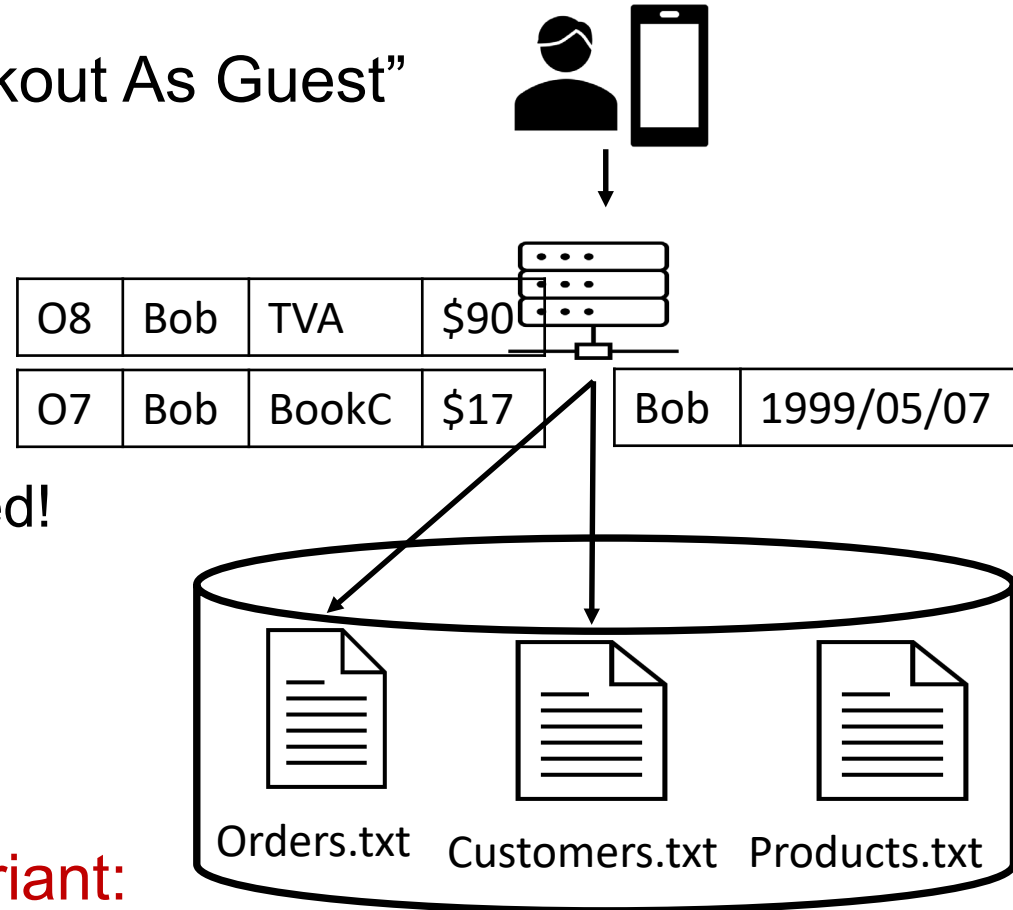 kout As Guest”
O8 Bob TVA $90
O7 Bob BookC $17
Bob 1999/05/07
ed!
Orders.txt Customers.txt Products.txt
riant: